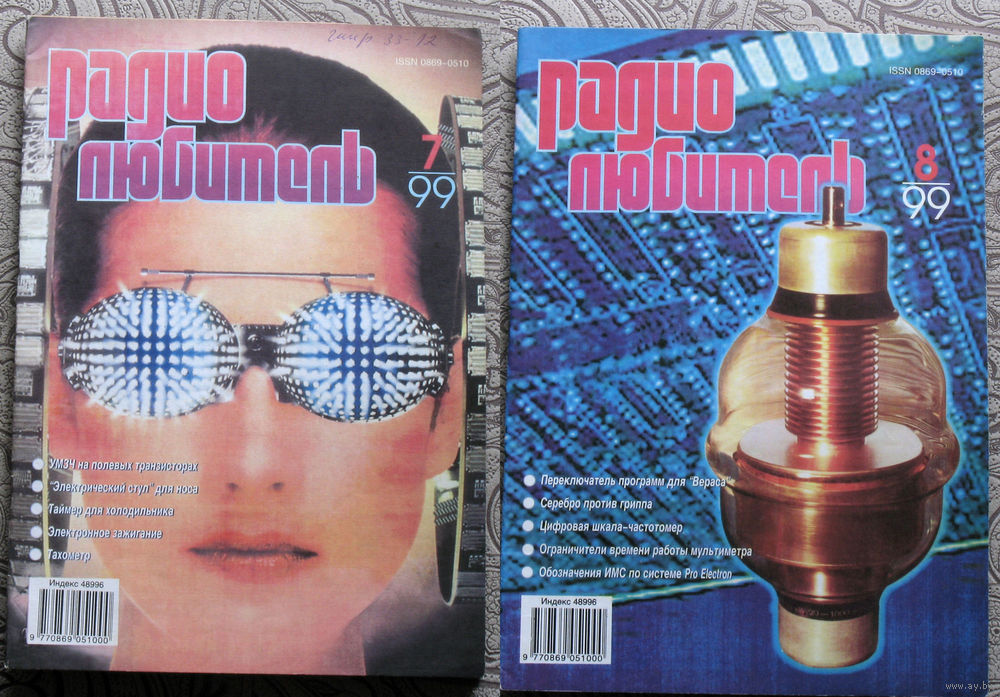 ISSN 0869-0510
Радио
любитель
7
99
УМЗЧ на полевых транзисторах
"Электрический стул" для носа
Таймер для холодильника
Электронное зажигание
Тахометр
Индекс 48996
9 770869 051000
ISSN 0869-0510
Радио
любитель
8
99
Переключатель программ для "Вераса"
Серебро против гриппа
Цифровая шкала-частотомер
Ограничители времени работы мультиметра
Обозначения ИМС по системе Pro Electron
Индекс 48996
9 770869 051000
www.ay.by